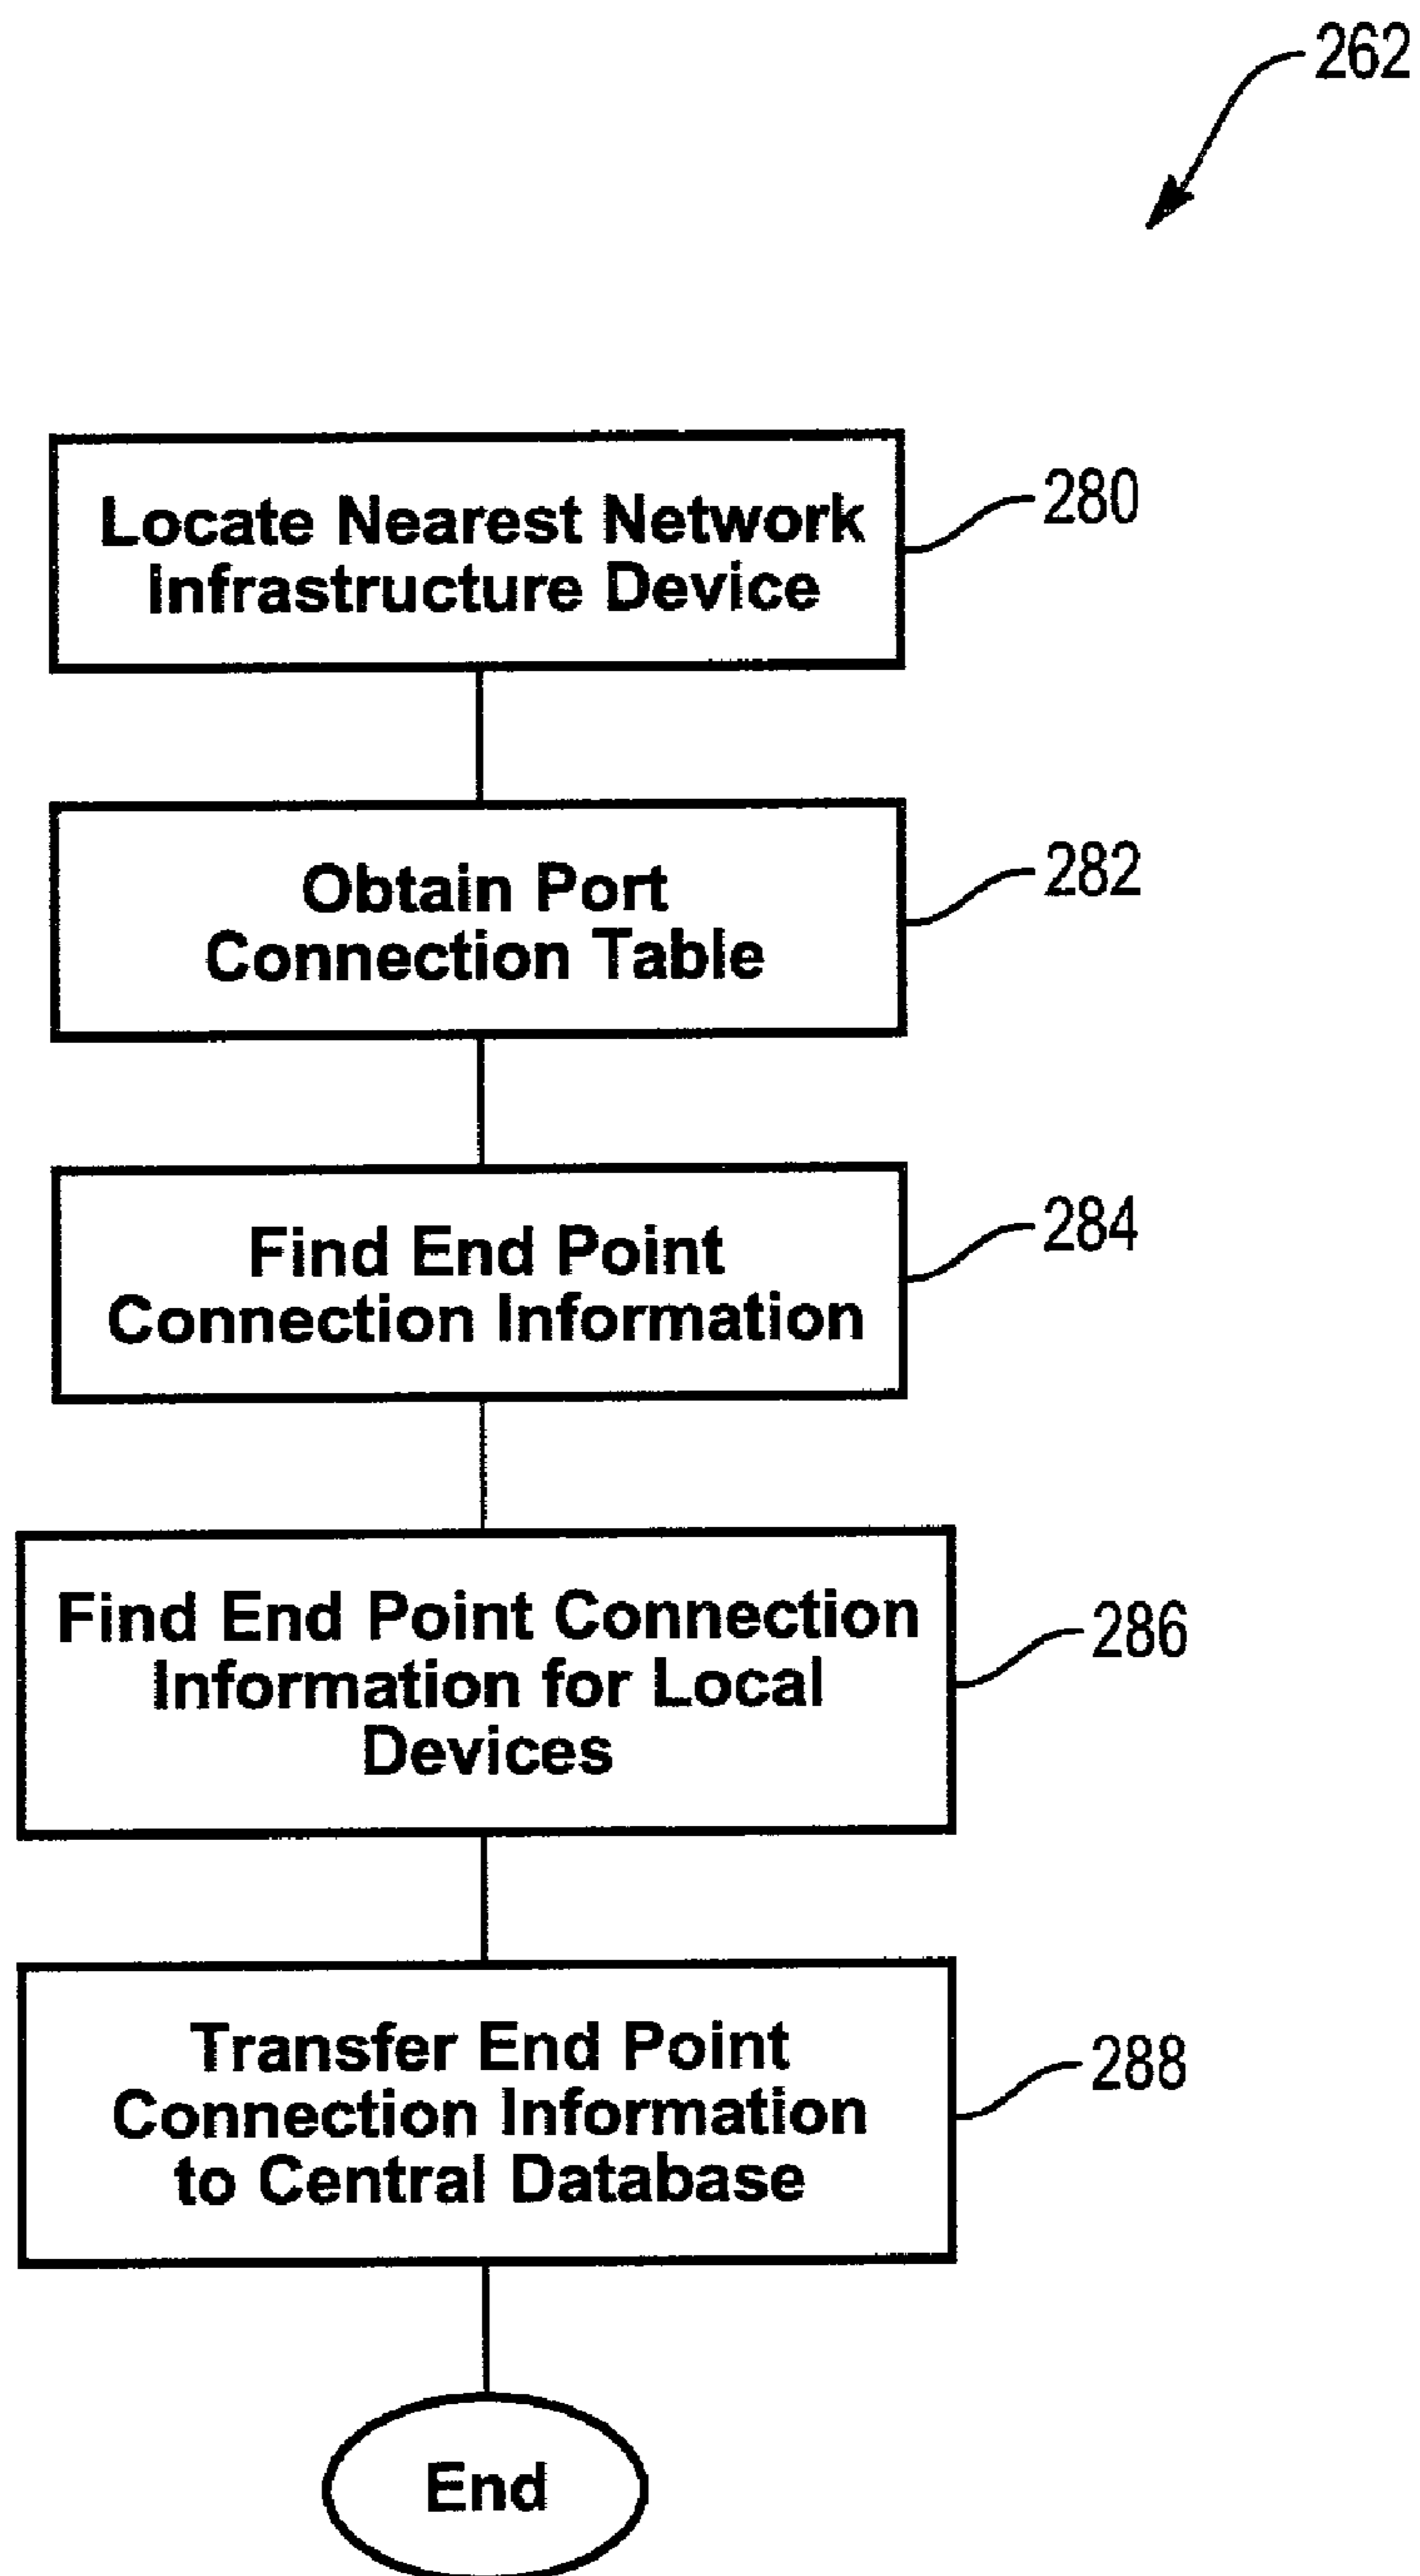 262
Locate Nearest Network
Infrastructure Device
280
Obtain Port
Connection Table
282
Find End Point
Connection Information
284
Find End Point Connection
Information for Local
Devices
286
Transfer End Point
Connection Information
to Central Database
288
End